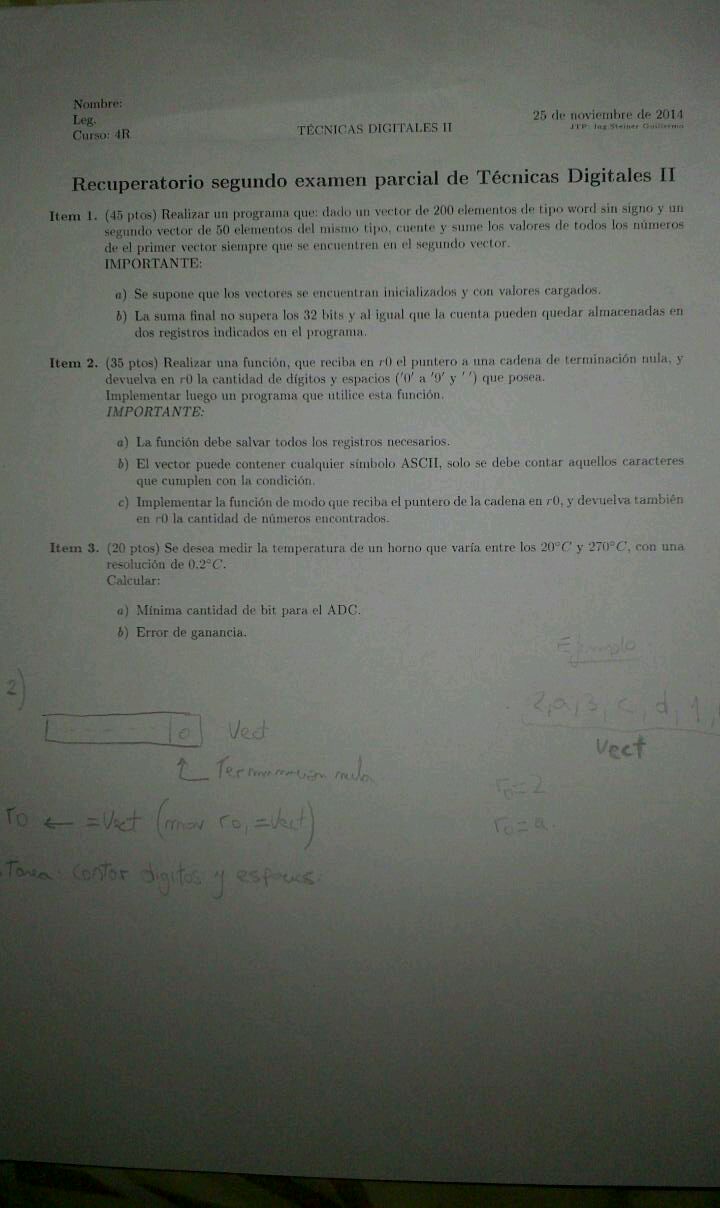 Nombre:
Leg.
Curso: 4R
TÉCNICAS DIGITALES II
25 de noviembre de 2014
JTP: Ing Steiner Guillermo
Recuperatorio segundo examen parcial de Técnicas Digitales II
Item 1. (45 ptos) Realizar un programa que: dado un vector de 200 elementos de tipo word sin signo y un
segundo vector de 50 elementos del mismo tipo, cuente y sume los valores de todos los números
de el primer vector siempre que se encuentren en el segundo vector.
IMPORTANTE:
a) Se supone que los vectores se encuentran inicializados y con valores cargados.
b) La suma final no supera los 32 bits y al igual que la cuenta pueden quedar almacenadas en
dos registros indicados en el programa.
Item 2. (35 ptos) Realizar una función, que reciba en r0 el puntero a una cadena de terminación nula, y
devuelva en r0 la cantidad de dígitos y espacios ('0' a '9' y ' ') que posea.
Implementar luego un programa que utilice esta función.
IMPORTANTE:
a) La función debe salvar todos los registros necesarios.
b) El vector puede contener cualquier símbolo ASCII, solo se debe contar aquellos caracteres
que cumplen con la condición.
c) Implementar la función de modo que reciba el puntero de la cadena en r0, y devuelva también
en r0 la cantidad de números encontrados.
Item 3. (20 ptos) Se desea medir la temperatura de un horno que varía entre los 20°C y 270°C, con una
resolución de 0.2°C.
Calcular:
a) Mínima cantidad de bit para el ADC.
b) Error de ganancia.
Ejemplo
2)
2, a, 3, c, d, 1,
0 Vect
Vect
Terminación nula
r0 = 2
r0 ← =Vect (mov r0, =Vect)
r0 = a.
Tarea: Contar digitos y espacios.